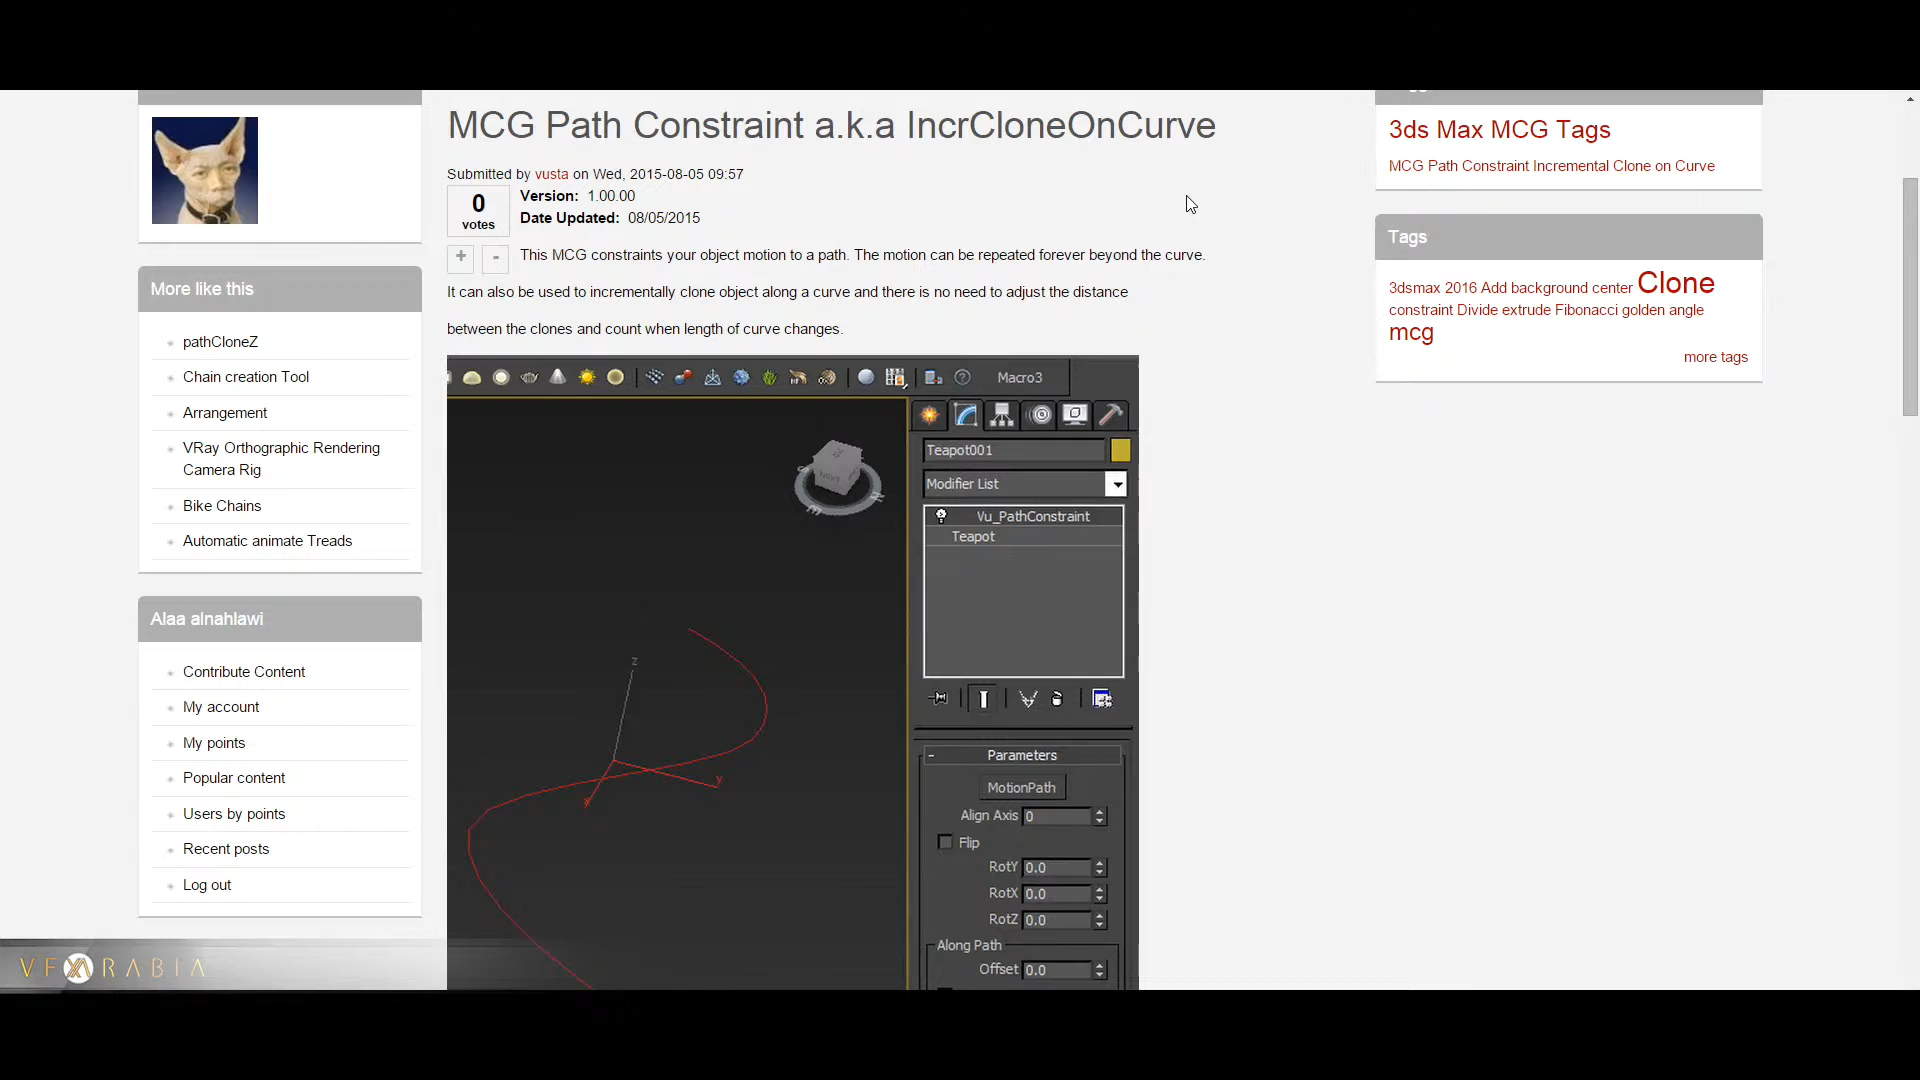 MCG Path Constraint a.k.a IncrCloneOnCurve
Submitted by vusta on Wed, 2015-08-05 09:57
0
votes
Version: 1.00.00
Date Updated: 08/05/2015
+ -
This MCG constraints your object motion to a path. The motion can be repeated forever beyond the curve.
It can also be used to incrementally clone object along a curve and there is no need to adjust the distance
between the clones and count when length of curve changes.
More like this
pathCloneZ
Chain creation Tool
Arrangement
VRay Orthographic Rendering
Camera Rig
Bike Chains
Automatic animate Treads
Alaa alnahlawi
Contribute Content
My account
My points
Popular content
Users by points
Recent posts
Log out
Macro3
Teapot001
Modifier List
Vu_PathConstraint
Teapot
z
y
x
- Parameters
MotionPath
Align Axis 0
Flip
RotY 0.0
RotX 0.0
RotZ 0.0
Along Path
Offset 0.0
3ds Max MCG Tags
MCG Path Constraint Incremental Clone on Curve
Tags
3dsmax 2016 Add background center Clone
constraint Divide extrude Fibonacci golden angle
mcg
more tags
VFXARABIA